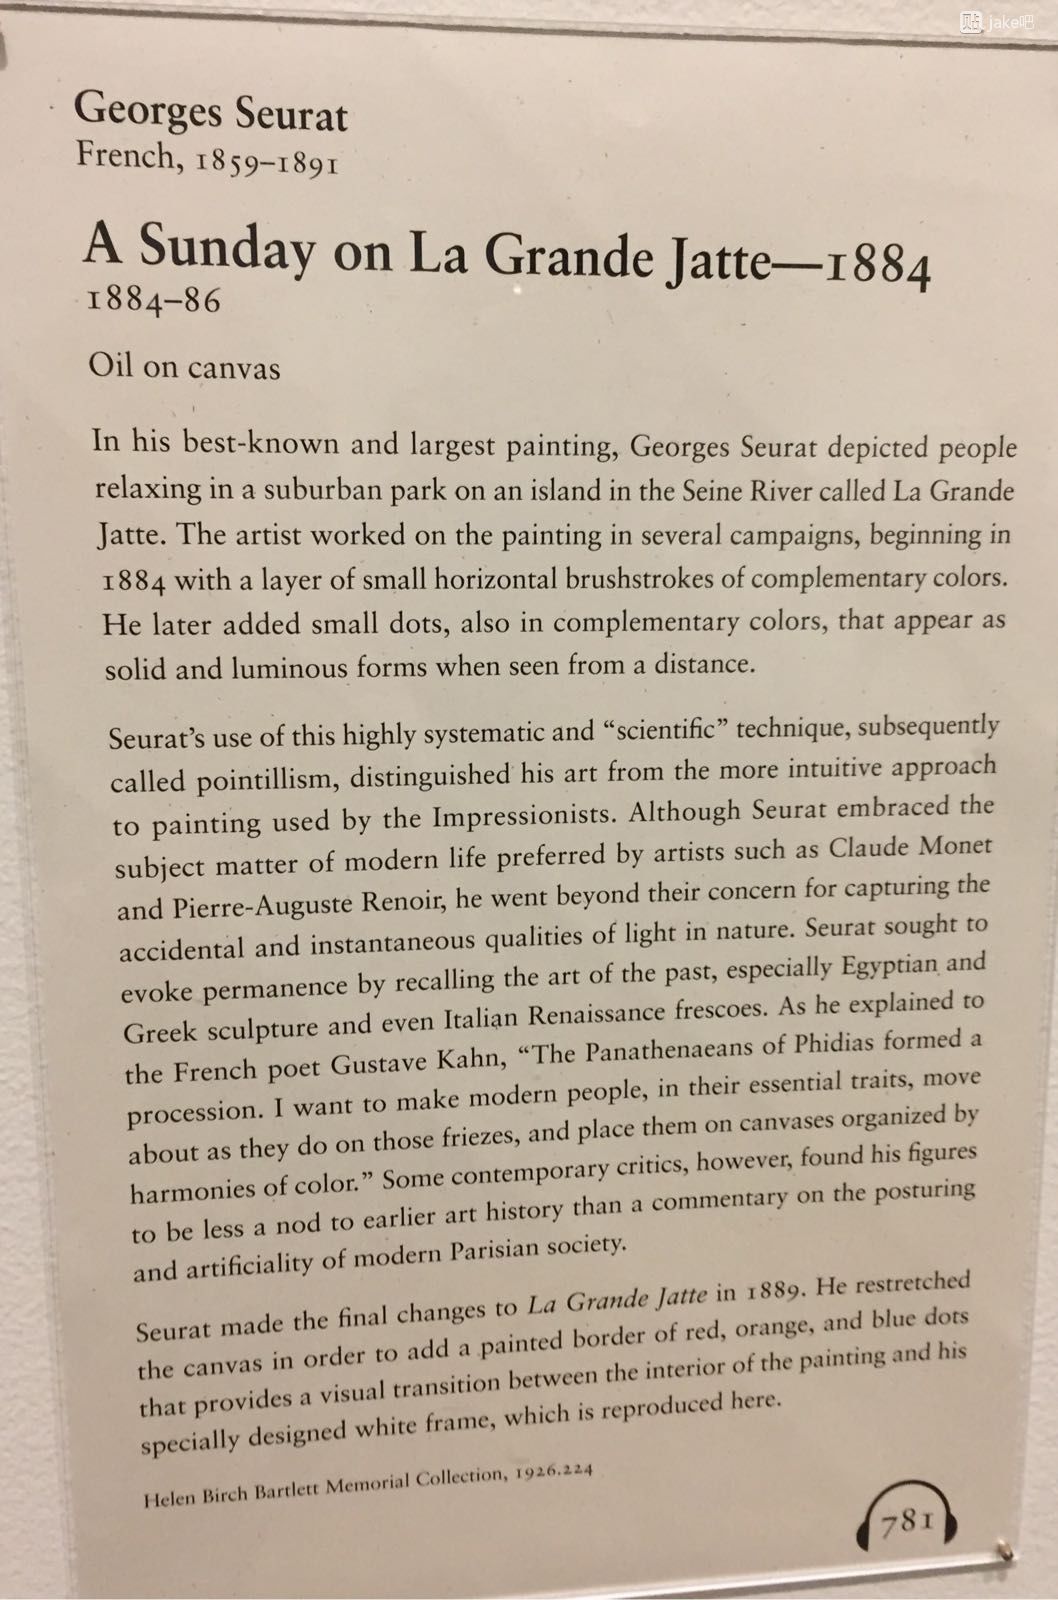 贴 jake吧
Georges Seurat
French, 1859–1891
A Sunday on La Grande Jatte—1884
1884–86
Oil on canvas
In his best-known and largest painting, Georges Seurat depicted people
relaxing in a suburban park on an island in the Seine River called La Grande
Jatte. The artist worked on the painting in several campaigns, beginning in
1884 with a layer of small horizontal brushstrokes of complementary colors.
He later added small dots, also in complementary colors, that appear as
solid and luminous forms when seen from a distance.
Seurat’s use of this highly systematic and “scientific” technique, subsequently
called pointillism, distinguished his art from the more intuitive approach
to painting used by the Impressionists. Although Seurat embraced the
subject matter of modern life preferred by artists such as Claude Monet
and Pierre-Auguste Renoir, he went beyond their concern for capturing the
accidental and instantaneous qualities of light in nature. Seurat sought to
evoke permanence by recalling the art of the past, especially Egyptian and
Greek sculpture and even Italian Renaissance frescoes. As he explained to
the French poet Gustave Kahn, “The Panathenaeans of Phidias formed a
procession. I want to make modern people, in their essential traits, move
about as they do on those friezes, and place them on canvases organized by
harmonies of color.” Some contemporary critics, however, found his figures
to be less a nod to earlier art history than a commentary on the posturing
and artificiality of modern Parisian society.
Seurat made the final changes to La Grande Jatte in 1889. He restretched
the canvas in order to add a painted border of red, orange, and blue dots
that provides a visual transition between the interior of the painting and his
specially designed white frame, which is reproduced here.
Helen Birch Bartlett Memorial Collection, 1926.224
781